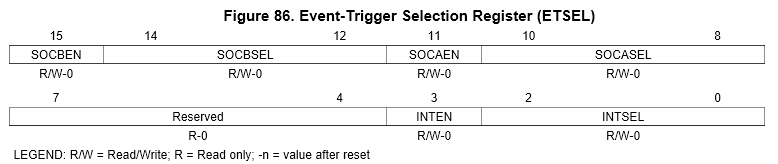 Figure 86. Event-Trigger Selection Register (ETSEL)
15 14 12 11 10 8
SOCBEN SOCBSEL SOCAEN SOCASEL
R/W-0 R/W-0 R/W-0 R/W-0
7 4 3 2 0
Reserved INTEN INTSEL
R-0 R/W-0 R/W-0
LEGEND: R/W = Read/Write; R = Read only; -n = value after reset